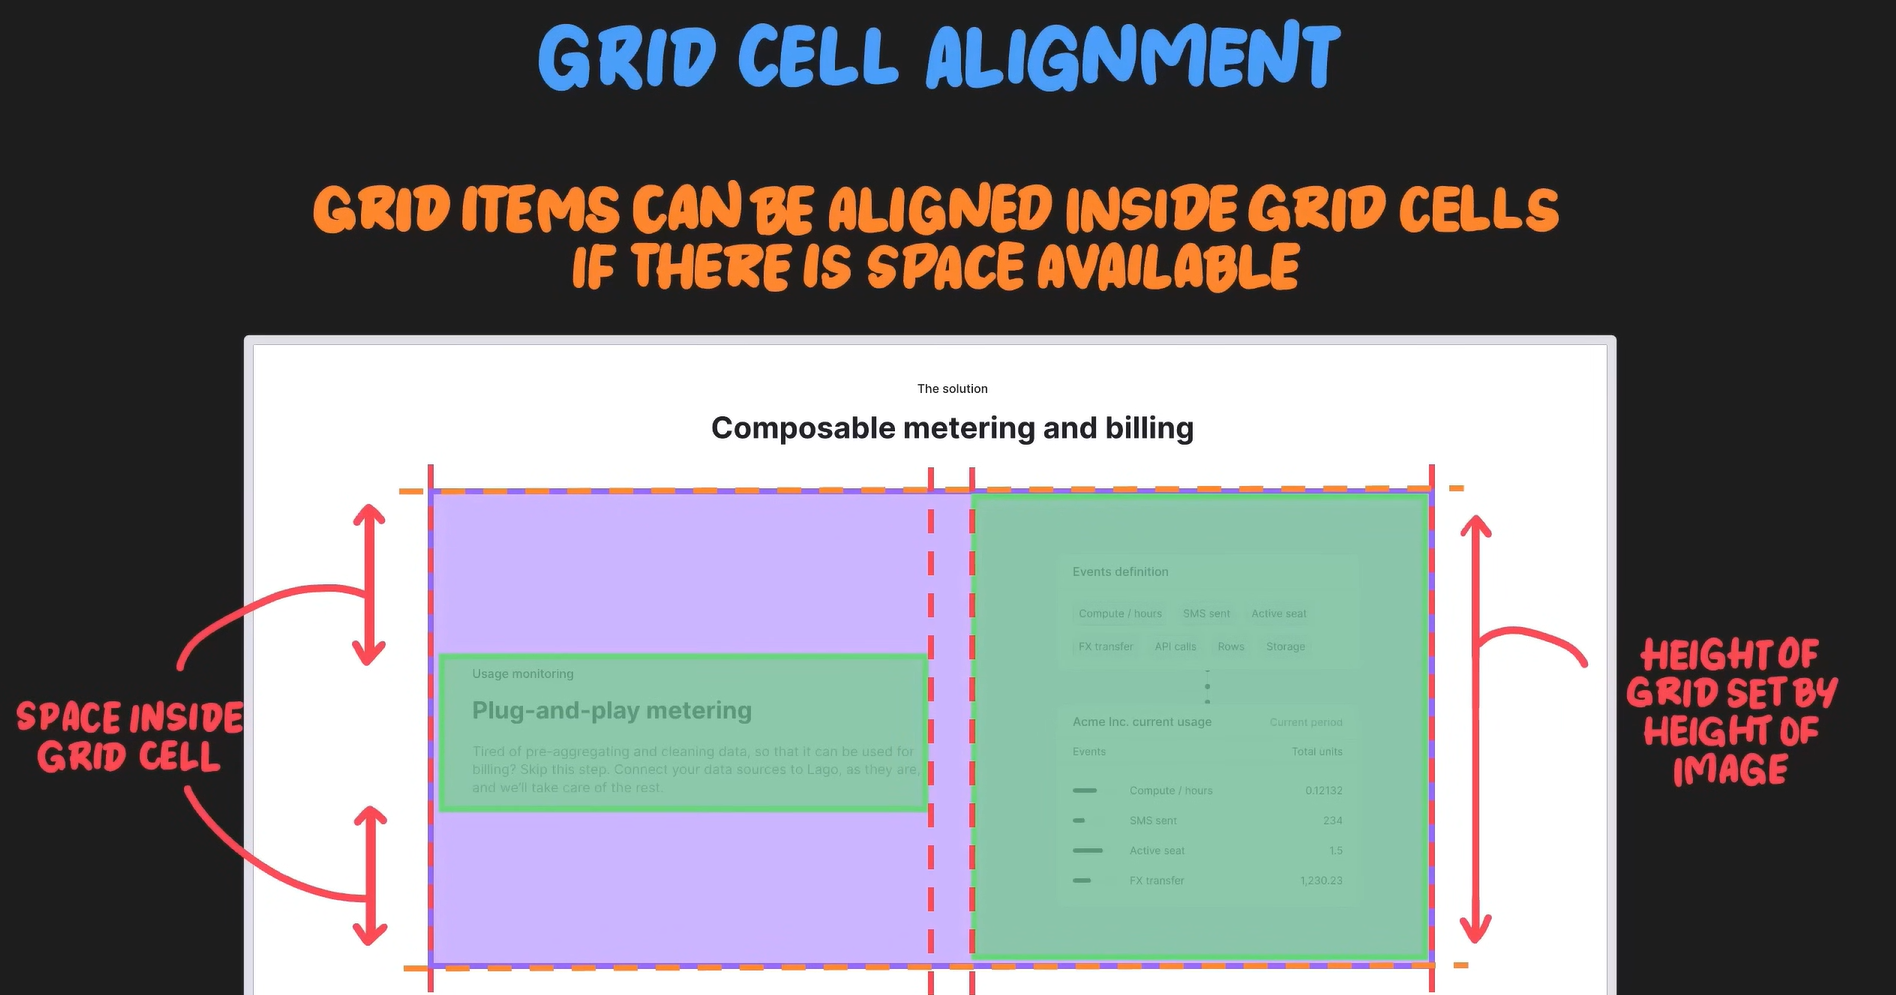 GRID CELL ALIGNMENT
GRID ITEMS CAN BE ALIGNED INSIDE GRID CELLS
IF THERE IS SPACE AVAILABLE
The solution
Composable metering and billing
SPACE INSIDE
GRID CELL
Usage monitoring
Plug-and-play metering
Tired of pre-aggregating and cleaning data, so that it can be used for
billing? Skip this step. Connect your data sources to Lago, as they are,
and we'll take care of the rest.
Events definition
Compute / hours SMS sent Active seat
FX transfer API calls Rows Storage
Acme Inc. current usage Current period
Events Total units
Compute / hours 0.12132
SMS sent 234
Active seat 1.5
FX transfer 1,230.23
HEIGHT OF
GRID SET BY
HEIGHT OF
IMAGE